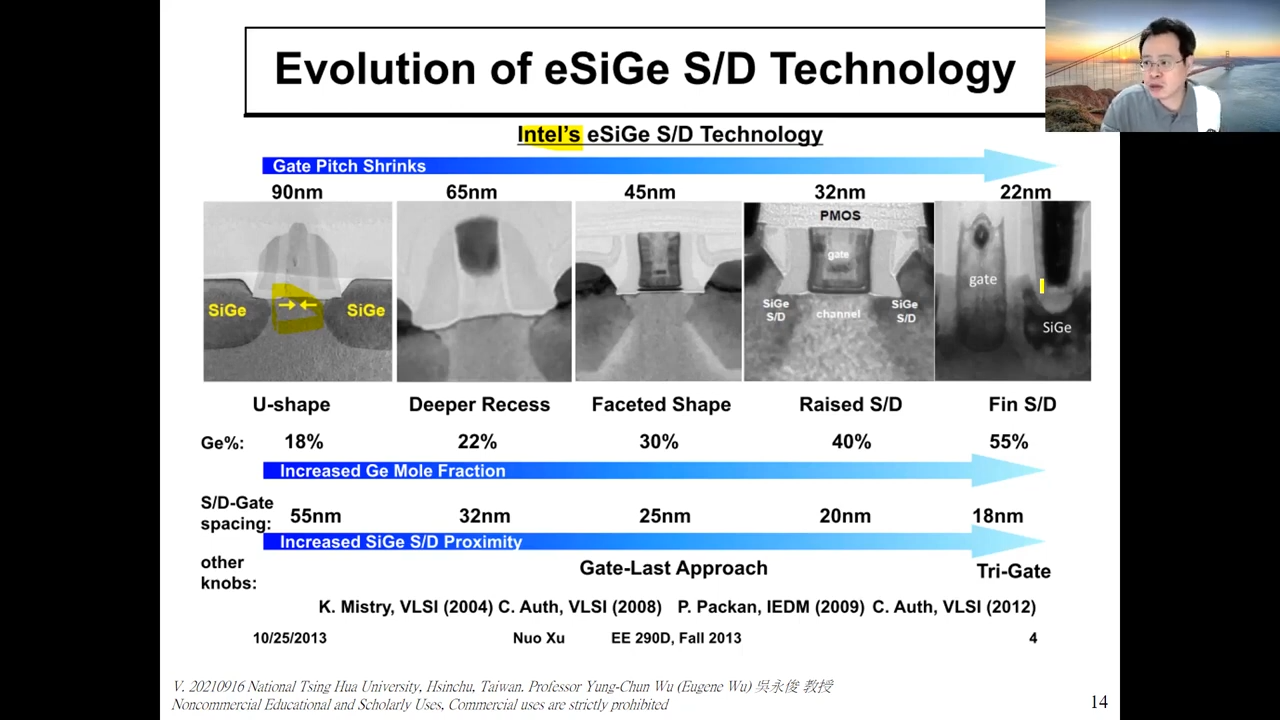 Evolution of eSiGe S/D Technology
Intel's eSiGe S/D Technology
Gate Pitch Shrinks
90nm 65nm 45nm 32nm 22nm
PMOS
gate
gate
SiGe SiGe
SiGe S/D
channel
SiGe S/D
SiGe
U-shape Deeper Recess Faceted Shape Raised S/D Fin S/D
Ge%: 18% 22% 30% 40% 55%
Increased Ge Mole Fraction
S/D-Gate
spacing: 55nm 32nm 25nm 20nm 18nm
Increased SiGe S/D Proximity
other
knobs:
Gate-Last Approach Tri-Gate
K. Mistry, VLSI (2004) C. Auth, VLSI (2008) P. Packan, IEDM (2009) C. Auth, VLSI (2012)
10/25/2013 Nuo Xu EE 290D, Fall 2013 4
V. 20210916 National Tsing Hua University, Hsinchu, Taiwan. Professor Yung-Chun Wu (Eugene Wu) 吳永俊 教授
Noncommercial Educational and Scholarly Uses, Commercial uses are strictly prohibited
14